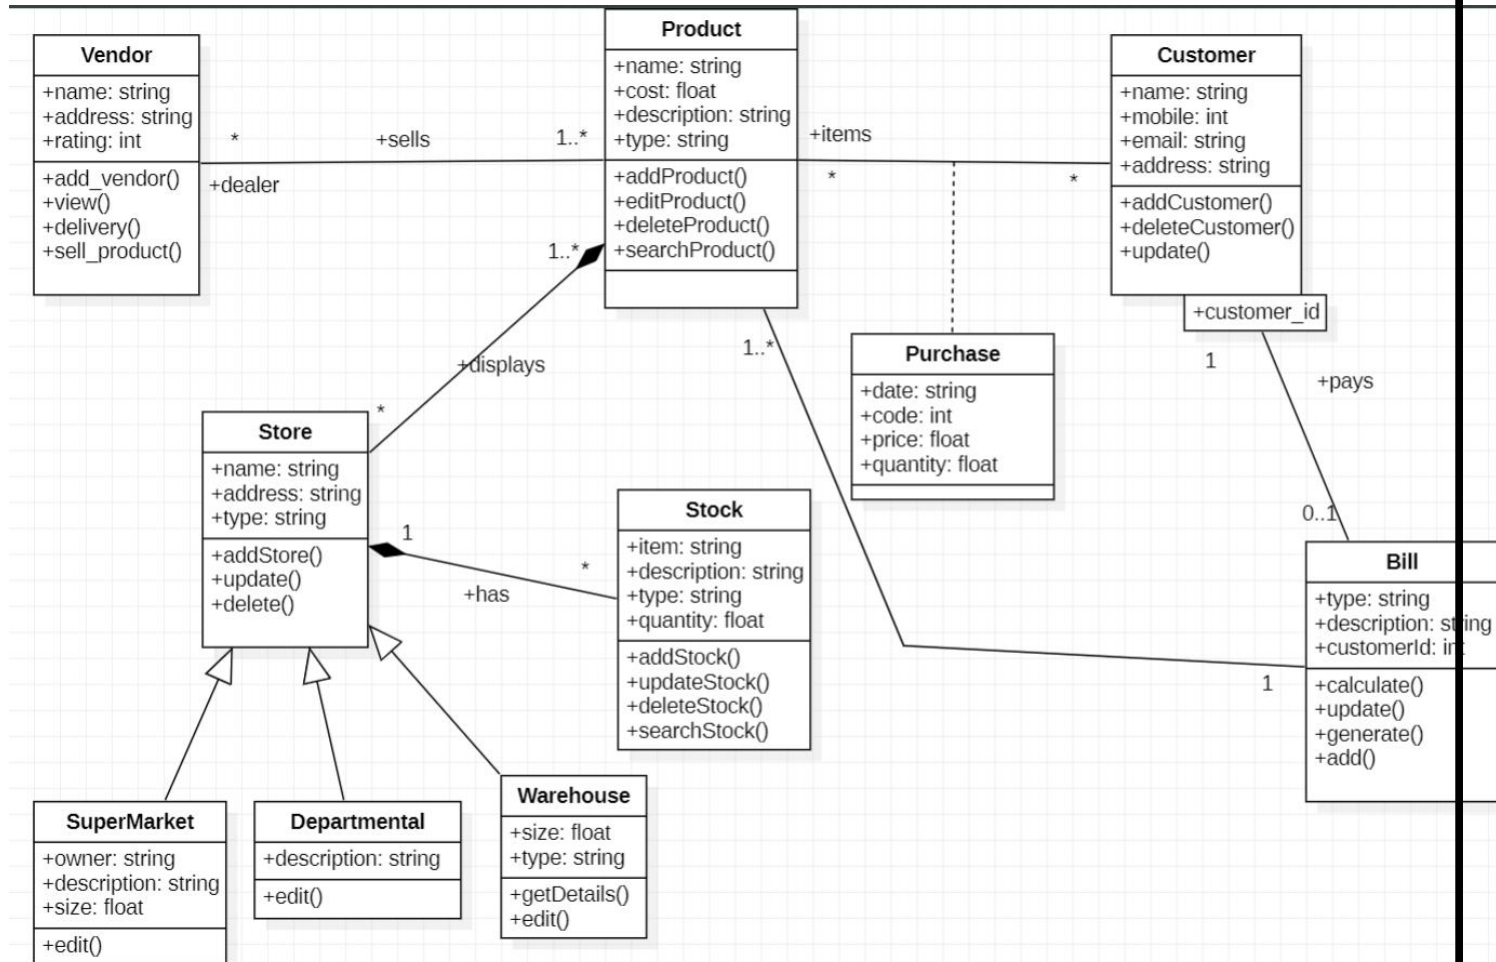 Vendor
+name: string
+address: string
+rating: int
+add_vendor()
+view()
+delivery()
+sell_product()
*
+sells
1..*
+dealer
Product
+name: string
+cost: float
+description: string
+type: string
+addProduct()
+editProduct()
+deleteProduct()
+searchProduct()
+items
*
*
Customer
+name: string
+mobile: int
+email: string
+address: string
+addCustomer()
+deleteCustomer()
+update()
+customer_id
1..*
+displays
*
1..*
Purchase
+date: string
+code: int
+price: float
+quantity: float
1
+pays
0..1
Store
+name: string
+address: string
+type: string
+addStore()
+update()
+delete()
1
*
+has
Stock
+item: string
+description: string
+type: string
+quantity: float
+addStock()
+updateStock()
+deleteStock()
+searchStock()
Bill
+type: string
+description: string
+customerId: int
+calculate()
+update()
+generate()
+add()
1
SuperMarket
+owner: string
+description: string
+size: float
+edit()
Departmental
+description: string
+edit()
Warehouse
+size: float
+type: string
+getDetails()
+edit()